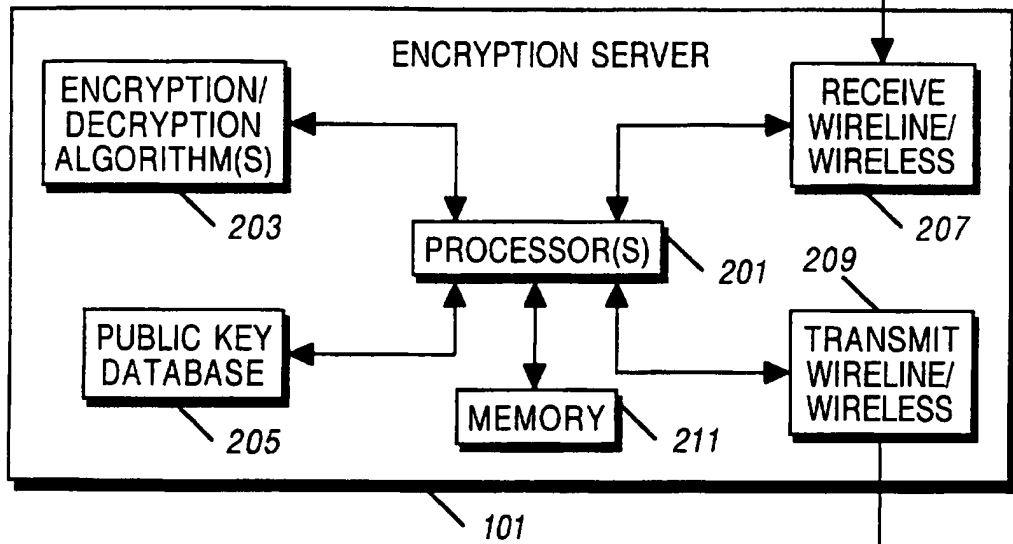 ENCRYPTION SERVER
ENCRYPTION/
DECRYPTION
ALGORITHM(S)
203
RECEIVE
WIRELINE/
WIRELESS
207
PROCESSOR(S)
201
PUBLIC KEY
DATABASE
205
MEMORY
211
209
TRANSMIT
WIRELINE/
WIRELESS
101